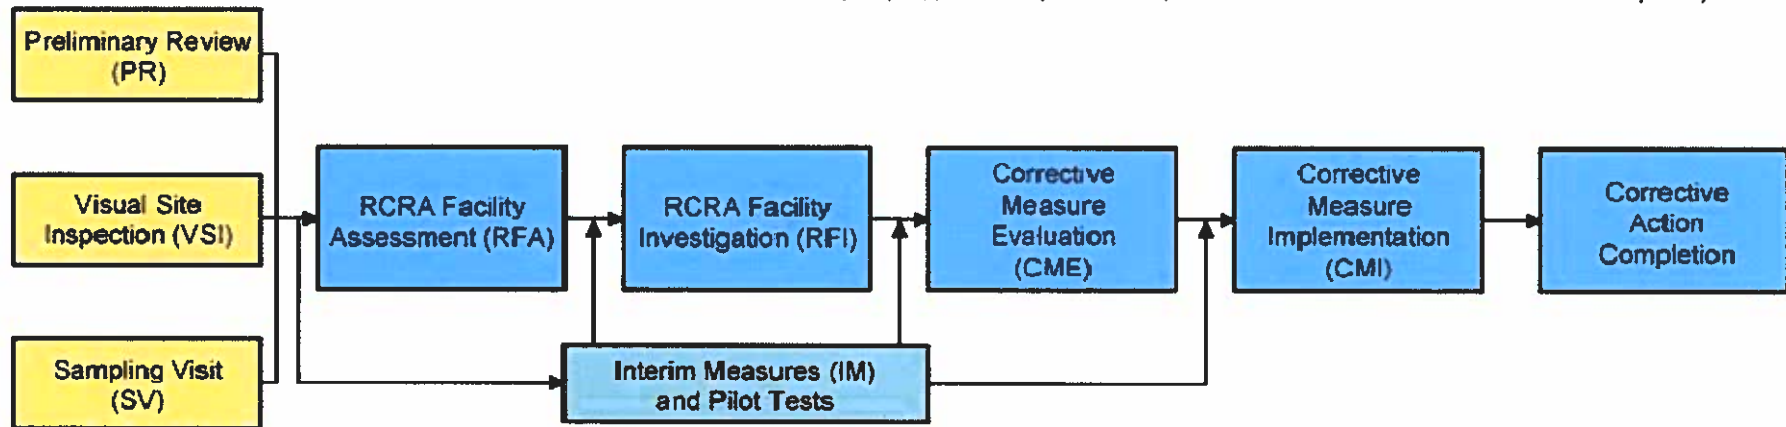 Preliminary Review
(PR)
Visual Site
Inspection (VSI)
Sampling Visit
(SV)
RCRA Facility
Assessment (RFA)
RCRA Facility
Investigation (RFI)
Corrective
Measure
Evaluation
(CME)
Corrective
Measure
Implementation
(CMI)
Corrective
Action
Completion
Interim Measures (IM)
and Pilot Tests